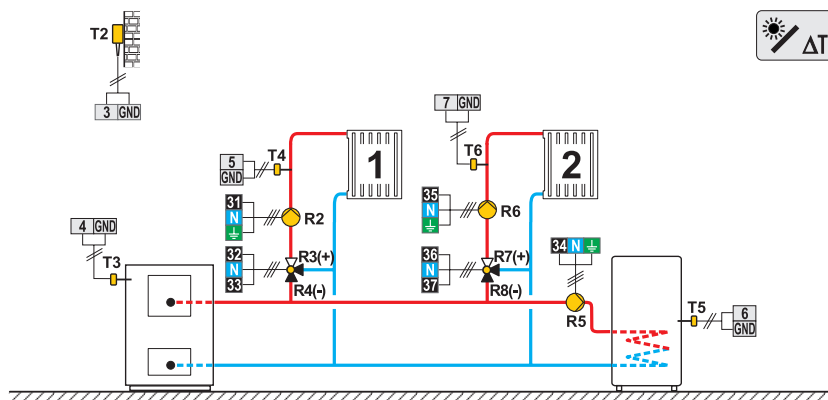 T2
3 GND
ΔT
7 GND
5
GND
T4
1
T6
2
31
N
R2
35
N
R6
4 GND
T3
32
N
33
R3(+)
R4(-)
36
N
37
R7(+)
R8(-)
34 N
R5
T5
6
GND